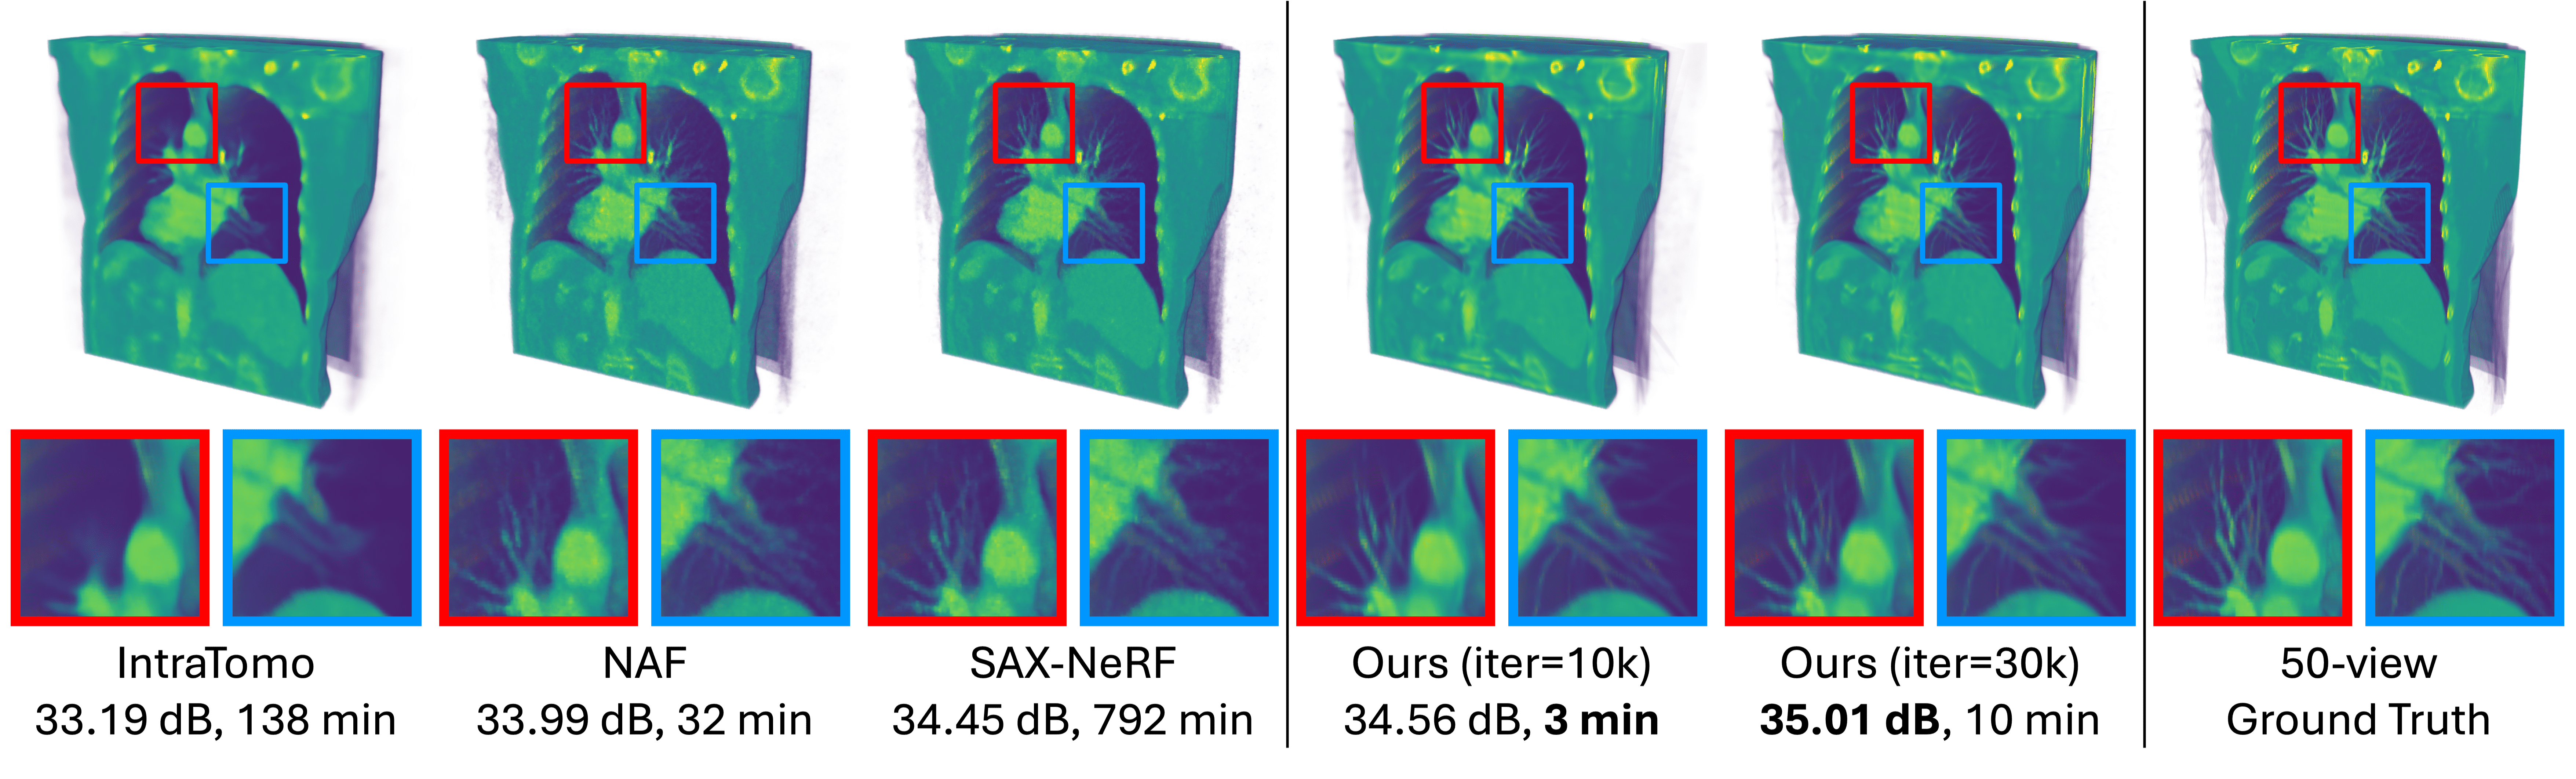 IntraTomo
33.19 dB, 138 min
NAF
33.99 dB, 32 min
SAX-NeRF
34.45 dB, 792 min
Ours (iter=10k)
34.56 dB, 3 min
Ours (iter=30k)
35.01 dB, 10 min
50-view
Ground Truth